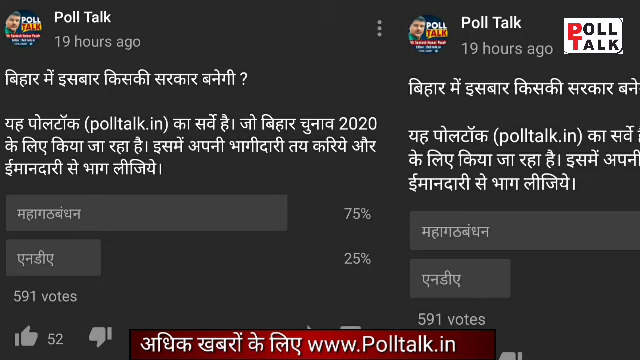 Poll Talk
19 hours ago
बिहार में इसबार किसकी सरकार बनेगी ?
यह पोलटॉक (polltalk.in) का सर्वे है। जो बिहार चुनाव 2020
के लिए किया जा रहा है। इसमें अपनी भागीदारी तय करिये और
ईमानदारी से भाग लीजिये।
महागठबंधन 75%
एनडीए 25%
591 votes
52
POLL
TALK
Poll Talk
19 hours ago
बिहार में इसबार किसकी सरकार बने
यह पोलटॉक (polltalk.in) का सर्वे है
के लिए किया जा रहा है। इसमें अपनी
ईमानदारी से भाग लीजिये।
महागठबंधन
एनडीए
591 votes
POLL
TALK
अधिक खबरों के लिए www.Polltalk.in